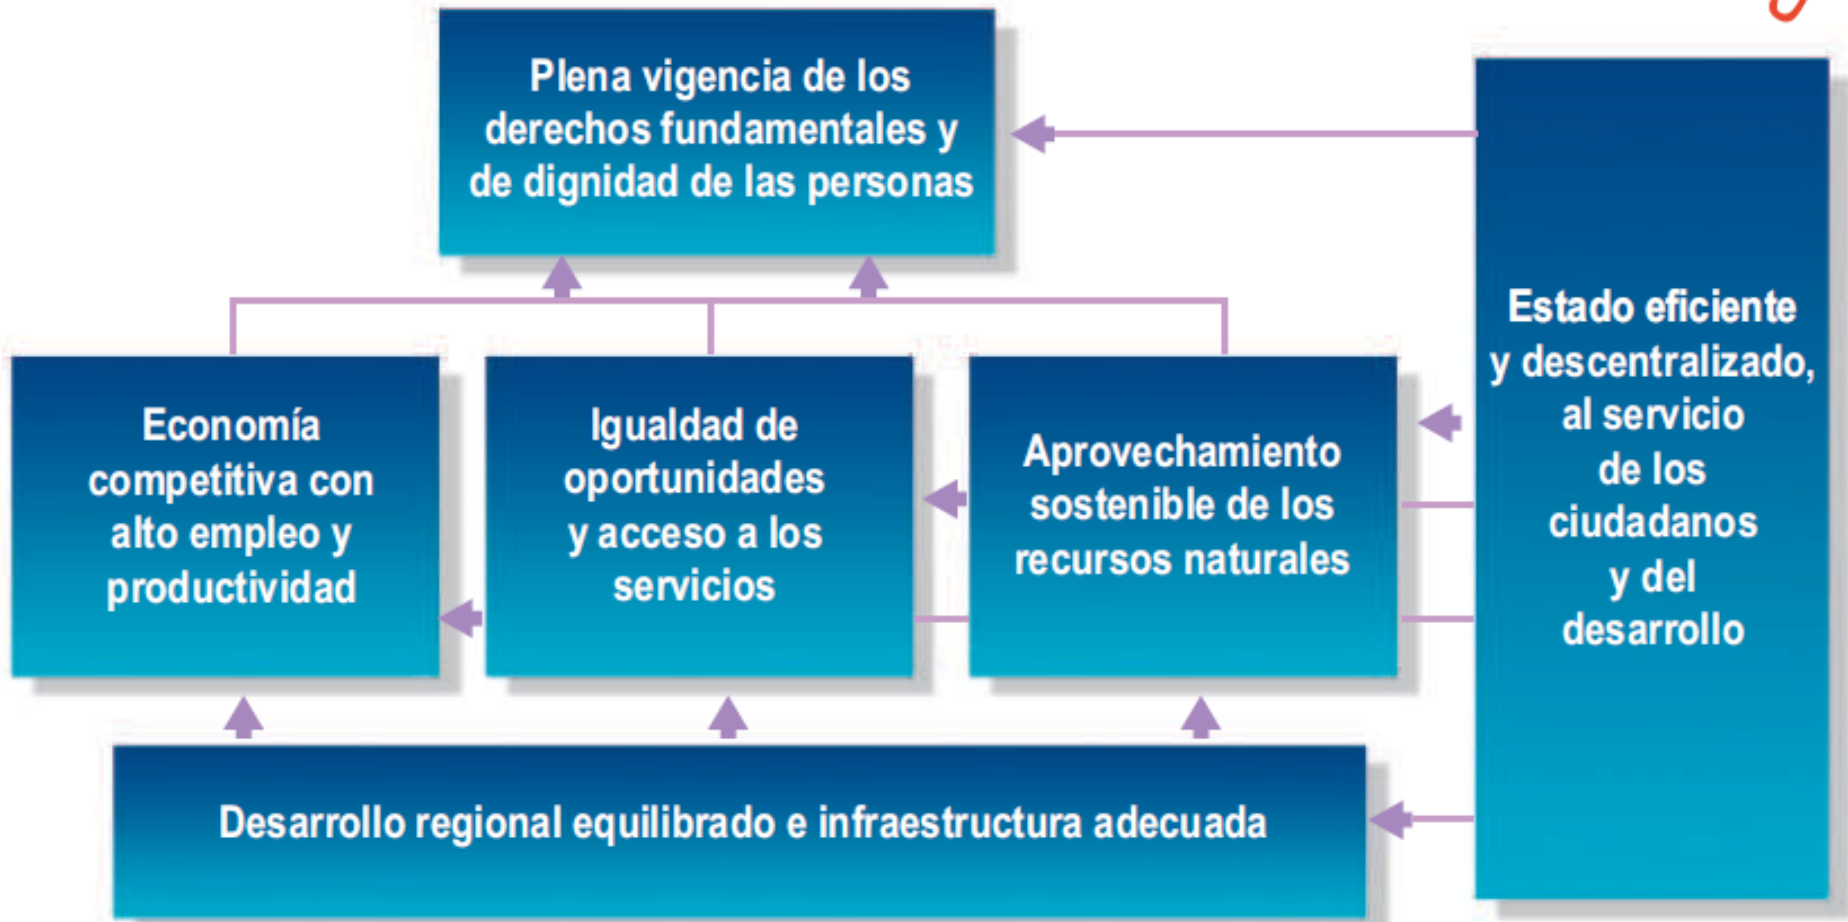 Plena vigencia de los
derechos fundamentales y
de dignidad de las personas
Economía
competitiva con
alto empleo y
productividad
Igualdad de
oportunidades
y acceso a los
servicios
Aprovechamiento
sostenible de los
recursos naturales
Estado eficiente
y descentralizado,
al servicio
de los
ciudadanos
y del
desarrollo
Desarrollo regional equilibrado e infraestructura adecuada